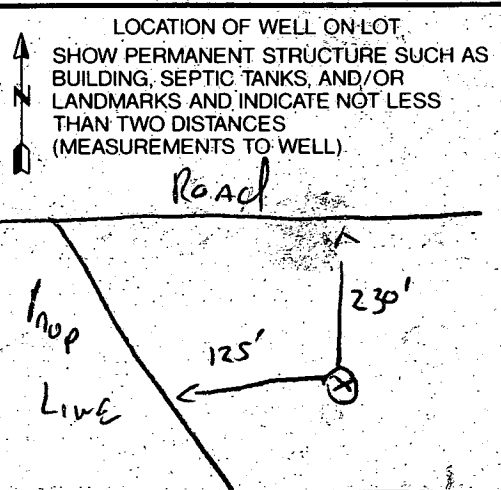 LOCATION OF WELL ON LOT
SHOW PERMANENT STRUCTURE SUCH AS
BUILDING, SEPTIC TANKS, AND/OR
N LANDMARKS AND INDICATE NOT LESS
THAN TWO DISTANCES
(MEASUREMENTS TO WELL)
Road
230'
Prop
125'
Line